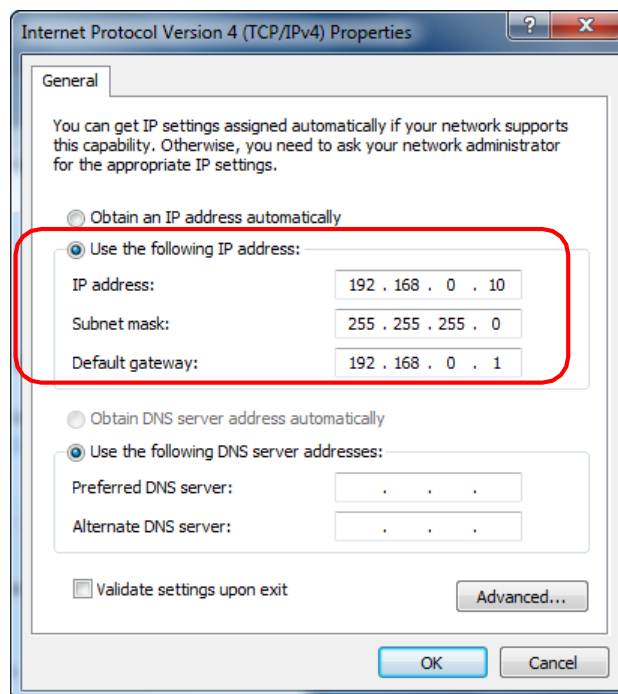 Internet Protocol Version 4 (TCP/IPv4) Properties
General
You can get IP settings assigned automatically if your network supports
this capability. Otherwise, you need to ask your network administrator
for the appropriate IP settings.
Obtain an IP address automatically
Use the following IP address:
IP address: 192 . 168 . 0 . 10
Subnet mask: 255 . 255 . 255 . 0
Default gateway: 192 . 168 . 0 . 1
Obtain DNS server address automatically
Use the following DNS server addresses:
Preferred DNS server: . . .
Alternate DNS server: . . .
Validate settings upon exit
Advanced...
OK Cancel